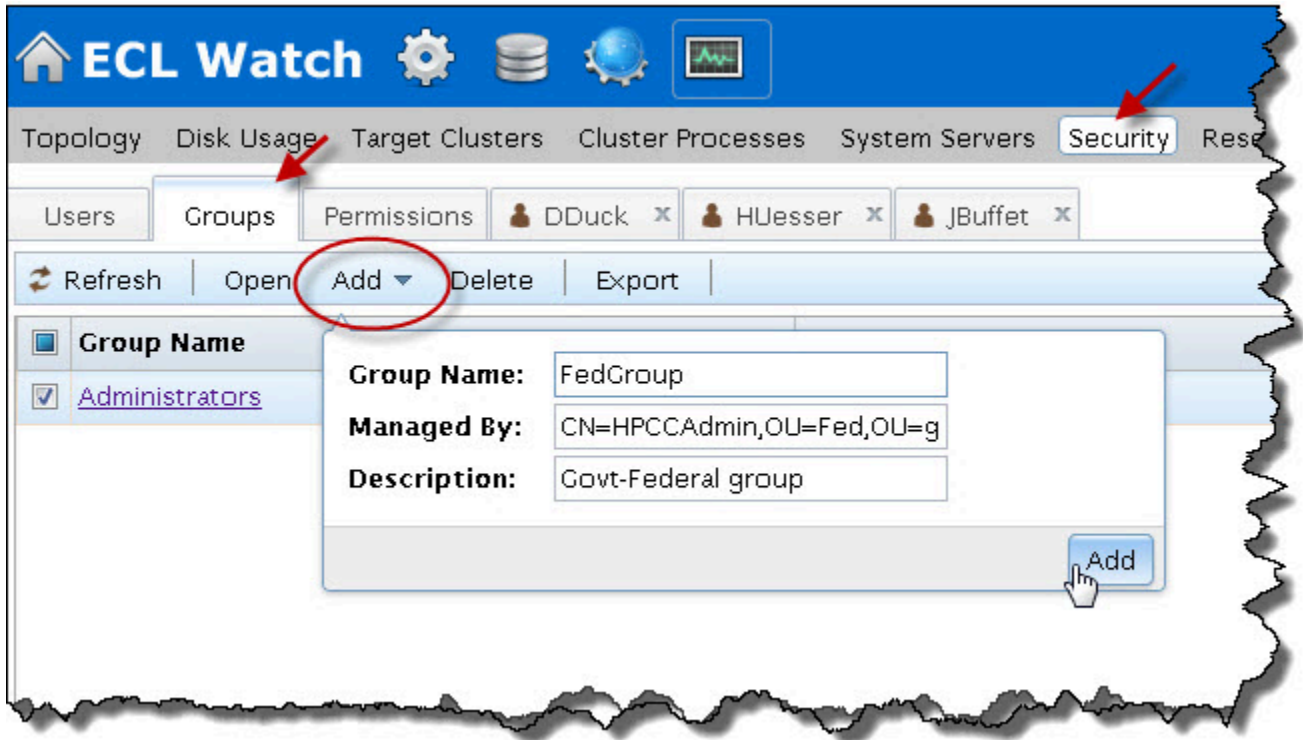 ECL Watch
Topology Disk Usage Target Clusters Cluster Processes System Servers Security Rese
Users Groups Permissions DDuck x HUesser x JBuffet x
Refresh Open Add Delete Export
Group Name
Administrators
Group Name: FedGroup
Managed By: CN=HPCCAdmin,OU=Fed,OU=g
Description: Govt-Federal group
Add